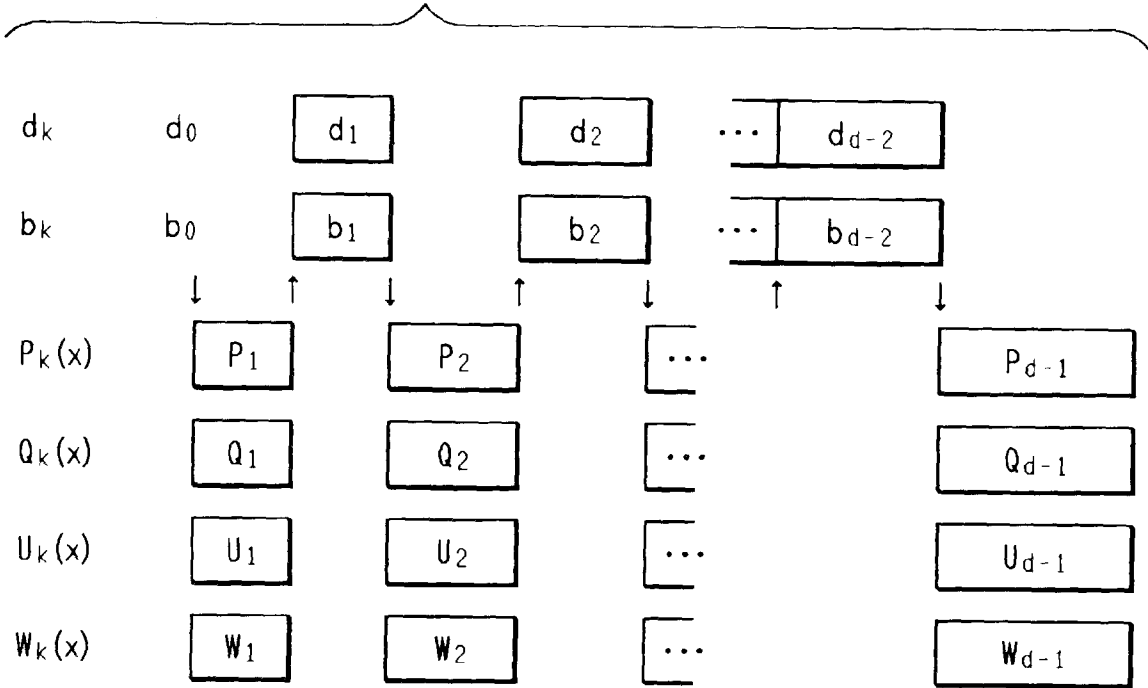 dk d0 d1 d2 ··· dd-2
bk b0 b1 b2 ··· bd-2
↓ ↑ ↓ ↑ ↓ ↑ ↓
Pk(x) P1 P2 ··· Pd-1
Qk(x) Q1 Q2 ··· Qd-1
Uk(x) U1 U2 ··· Ud-1
Wk(x) W1 W2 ··· Wd-1